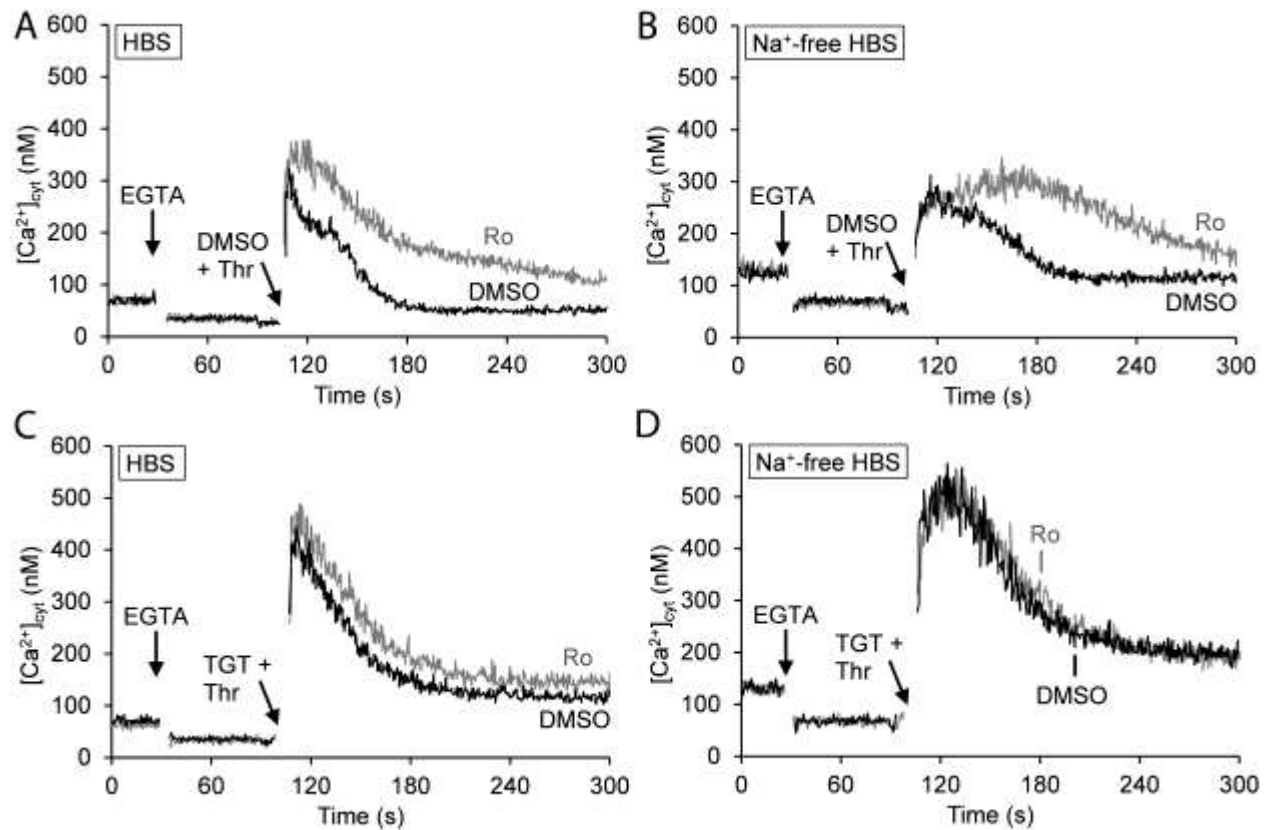 A
HBS
600
500
400
300
200
100
0
[Ca²⁺]cyt (nM)
EGTA
DMSO
+ Thr
Ro
DMSO
0 60 120 180 240 300
Time (s)
B
Na⁺-free HBS
600
500
400
300
200
100
0
[Ca²⁺]cyt (nM)
EGTA
DMSO
+ Thr
Ro
DMSO
0 60 120 180 240 300
Time (s)
C
HBS
600
500
400
300
200
100
0
[Ca²⁺]cyt (nM)
EGTA
TGT +
Thr
Ro
DMSO
0 60 120 180 240 300
Time (s)
D
Na⁺-free HBS
600
500
400
300
200
100
0
[Ca²⁺]cyt (nM)
EGTA
TGT +
Thr
Ro
DMSO
0 60 120 180 240 300
Time (s)